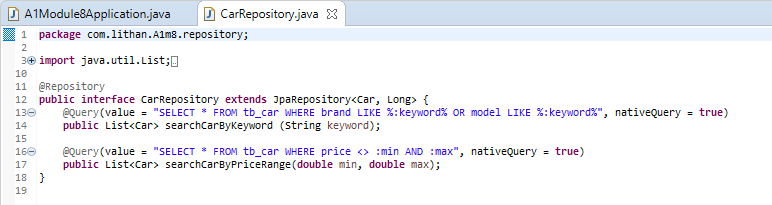 A1Module8Application.java CarRepository.java
1 package com.lithan.A1m8.repository;
2
3 import java.util.List;
10
11 @Repository
12 public interface CarRepository extends JpaRepository<Car, Long> {
13 @Query(value = "SELECT * FROM tb_car WHERE brand LIKE %:keyword% OR model LIKE %:keyword%", nativeQuery = true)
14 public List<Car> searchCarByKeyword (String keyword);
15
16 @Query(value = "SELECT * FROM tb_car WHERE price <> :min AND :max", nativeQuery = true)
17 public List<Car> searchCarByPriceRange(double min, double max);
18 }
19